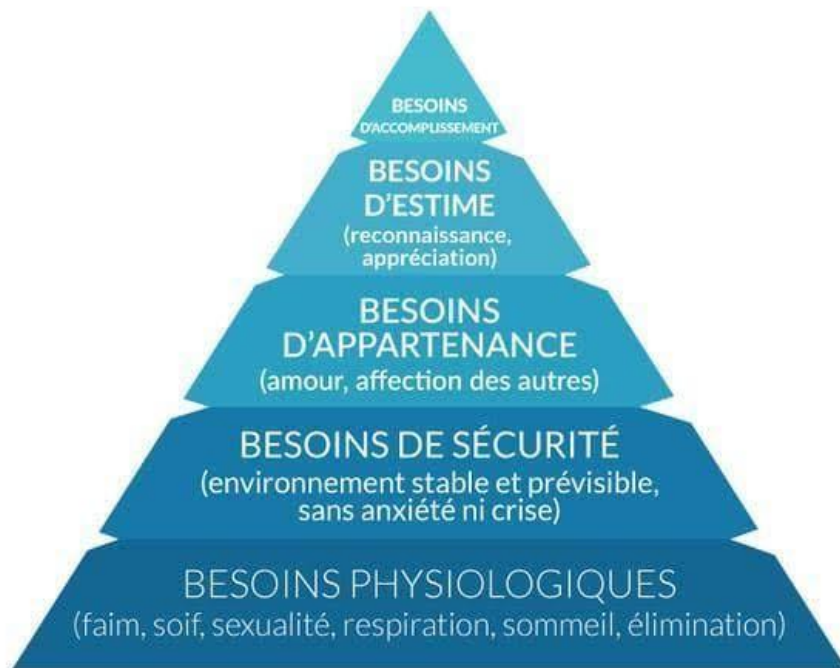 BESOINS
D'ACCOMPLISSEMENT
BESOINS
D'ESTIME
(reconnaissance,
appréciation)
BESOINS
D'APPARTENANCE
(amour, affection des autres)
BESOINS DE SÉCURITÉ
(environnement stable et prévisible,
sans anxiété ni crise)
BESOINS PHYSIOLOGIQUES
(faim, soif, sexualité, respiration, sommeil, élimination)